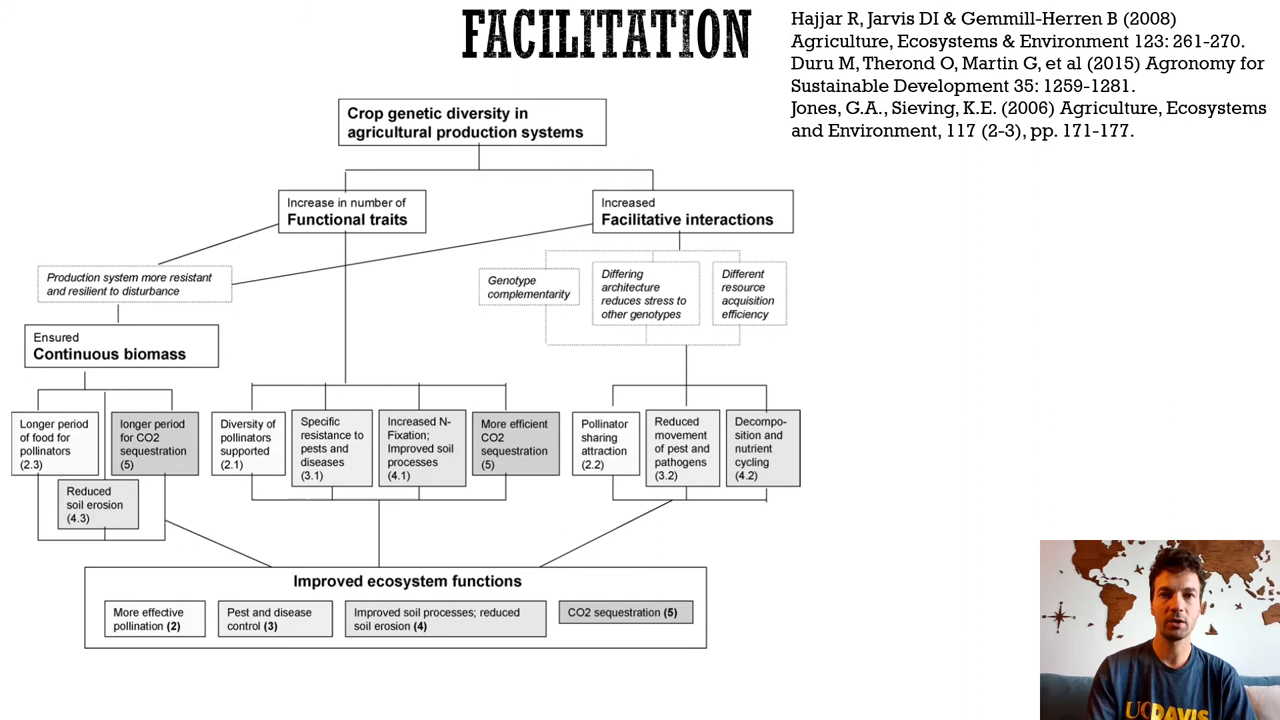 FACILITATION
Hajjar R, Jarvis DI & Gemmill-Herren B (2008)
Agriculture, Ecosystems & Environment 123: 261-270.
Duru M, Therond O, Martin G, et al (2015) Agronomy for
Sustainable Development 35: 1259-1281.
Jones, G.A., Sieving, K.E. (2006) Agriculture, Ecosystems
and Environment, 117 (2-3), pp. 171-177.
Crop genetic diversity in
agricultural production systems
Increase in number of
Functional traits
Increased
Facilitative interactions
Production system more resistant
and resilient to disturbance
Genotype
complementarity
Differing
architecture
reduces stress to
other genotypes
Different
resource
acquisition
efficiency
Ensured
Continuous biomass
Longer period
of food for
pollinators
(2.3)
longer period
for CO2
sequestration
(5)
Reduced
soil erosion
(4.3)
Diversity of
pollinators
supported
(2.1)
Specific
resistance to
pests and
diseases
(3.1)
Increased N-
Fixation;
Improved soil
processes
(4.1)
More efficient
CO2
sequestration
(5)
Pollinator
sharing
attraction
(2.2)
Reduced
movement
of pest and
pathogens
(3.2)
Decompo-
sition and
nutrient
cycling
(4.2)
Improved ecosystem functions
More effective
pollination (2)
Pest and disease
control (3)
Improved soil processes; reduced
soil erosion (4)
CO2 sequestration (5)
UC DAVIS